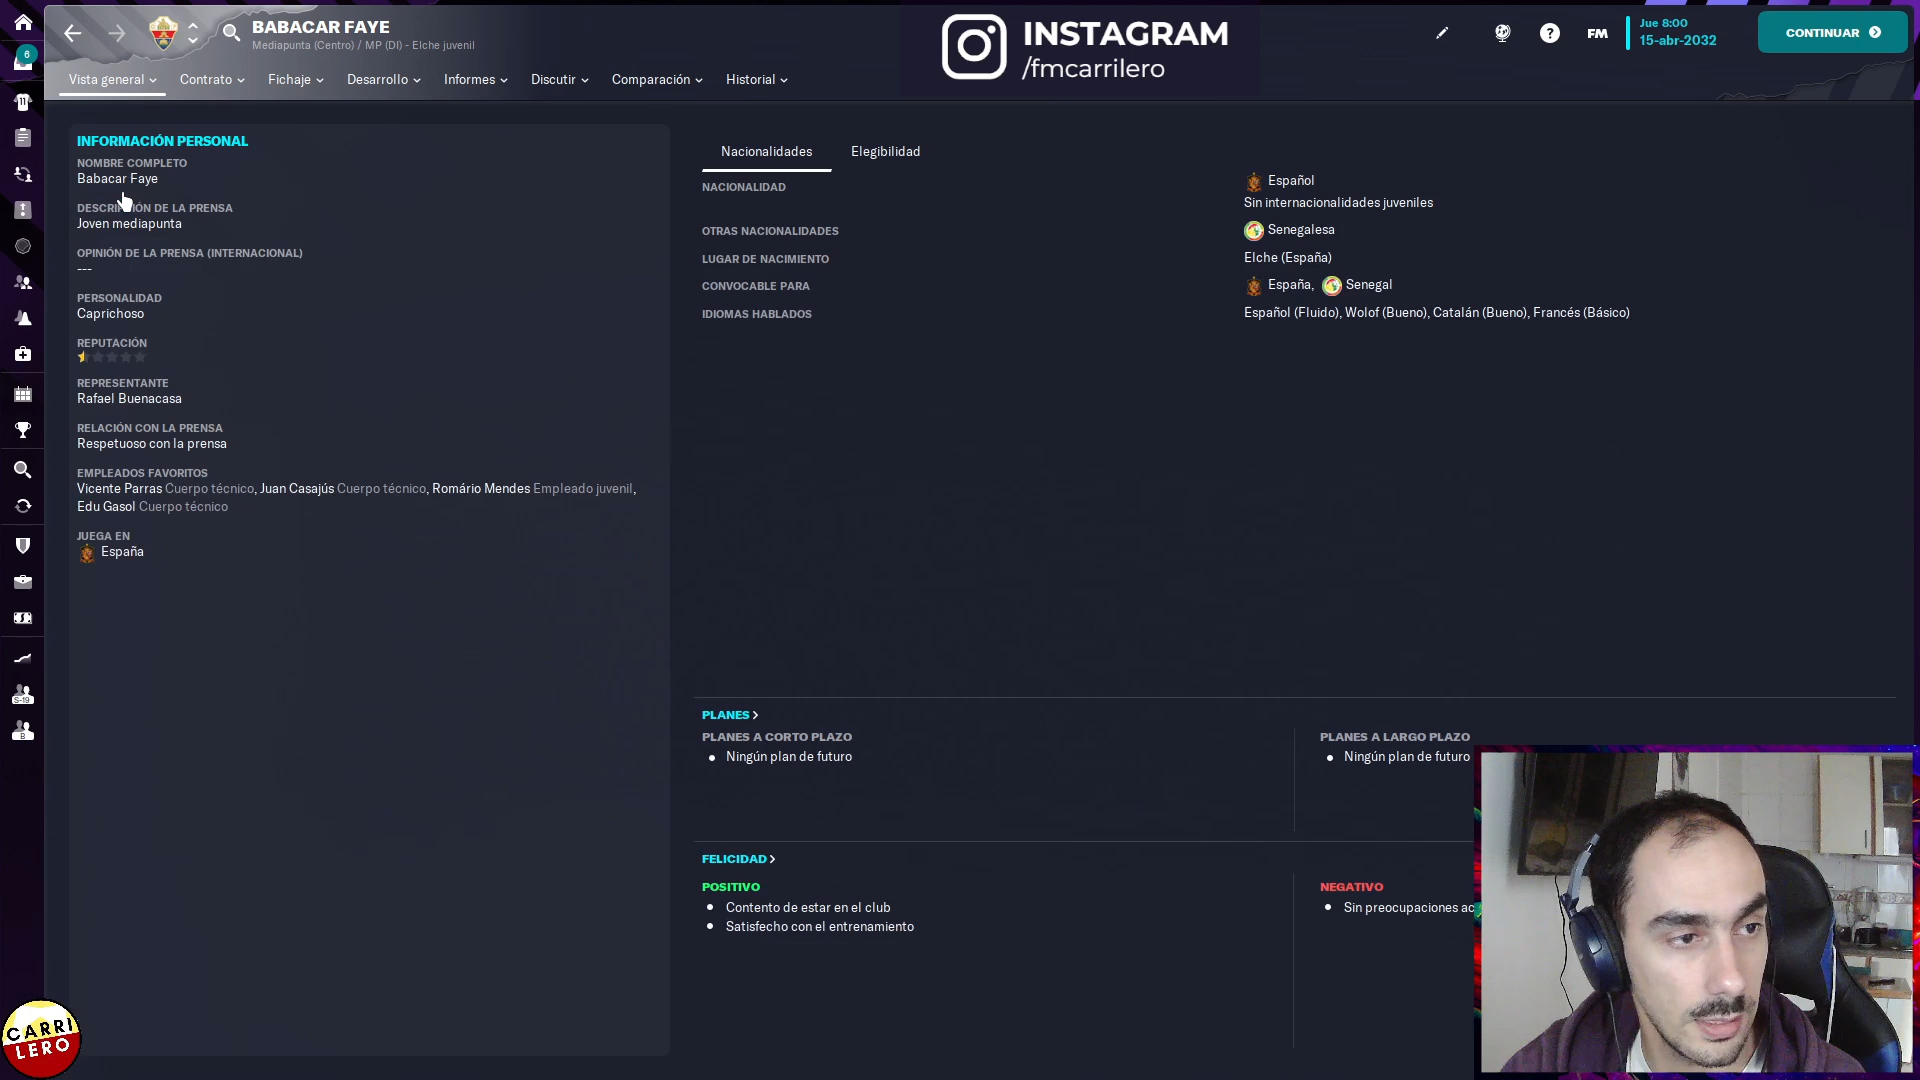 BABACAR FAYE
Mediapunta (Centro) / MP (DI) - Elche juvenil
INSTAGRAM
/fmcarrilero
FM
Jue 8:00
15-abr-2032
CONTINUAR
6
Vista general
Contrato
Fichaje
Desarrollo
Informes
Discutir
Comparación
Historial
INFORMACIÓN PERSONAL
NOMBRE COMPLETO
Babacar Faye
DESCRIPCIÓN DE LA PRENSA
Joven mediapunta
OPINIÓN DE LA PRENSA (INTERNACIONAL)
---
PERSONALIDAD
Caprichoso
REPUTACIÓN
REPRESENTANTE
Rafael Buenacasa
RELACIÓN CON LA PRENSA
Respetuoso con la prensa
EMPLEADOS FAVORITOS
Vicente Parras Cuerpo técnico, Juan Casajús Cuerpo técnico, Romário Mendes Empleado juvenil,
Edu Gasol Cuerpo técnico
JUEGA EN
España
Nacionalidades
Elegibilidad
NACIONALIDAD
Español
Sin internacionalidades juveniles
OTRAS NACIONALIDADES
Senegalesa
LUGAR DE NACIMIENTO
Elche (España)
CONVOCABLE PARA
España, Senegal
IDIOMAS HABLADOS
Español (Fluido), Wolof (Bueno), Catalán (Bueno), Francés (Básico)
PLANES
PLANES A CORTO PLAZO
Ningún plan de futuro
PLANES A LARGO PLAZO
Ningún plan de futuro
FELICIDAD
POSITIVO
Contento de estar en el club
Satisfecho con el entrenamiento
NEGATIVO
Sin preocupaciones ac
S-19
B
CARRI
LERO